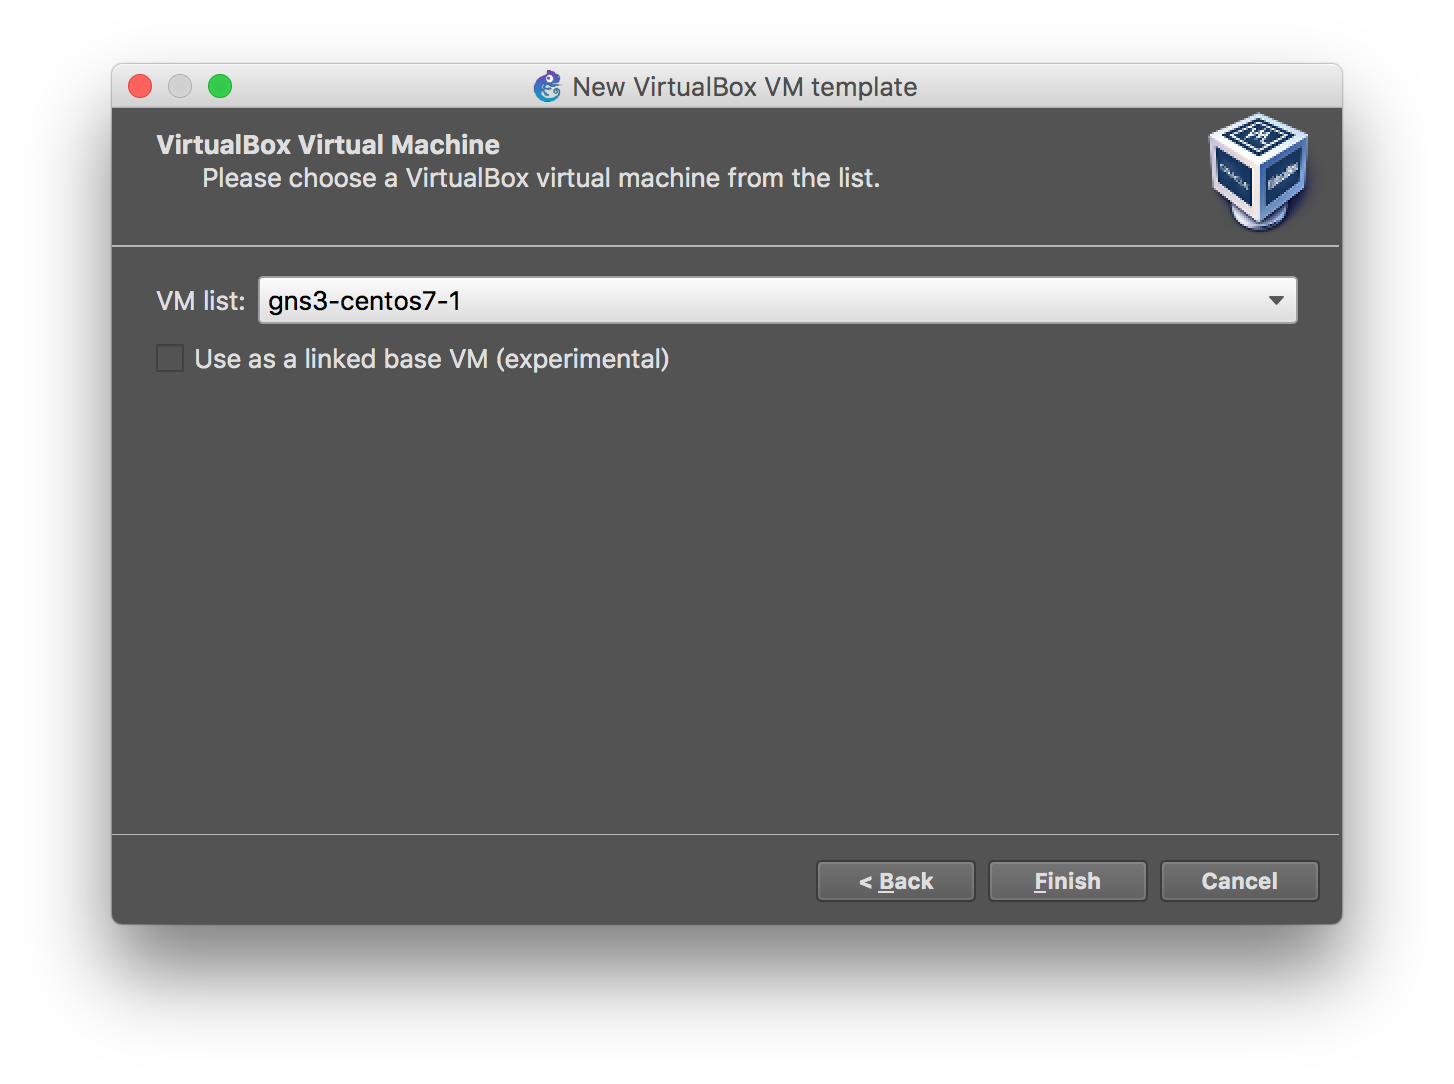 New VirtualBox VM template
VirtualBox Virtual Machine
Please choose a VirtualBox virtual machine from the list.
VM list: gns3-centos7-1
Use as a linked base VM (experimental)
< Back Finish Cancel